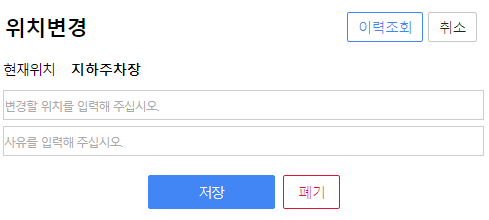 위치변경 이력조회 취소
현재위치 지하주차장
변경할 위치를 입력해 주십시오.
사유를 입력해 주십시오.
저장 폐기